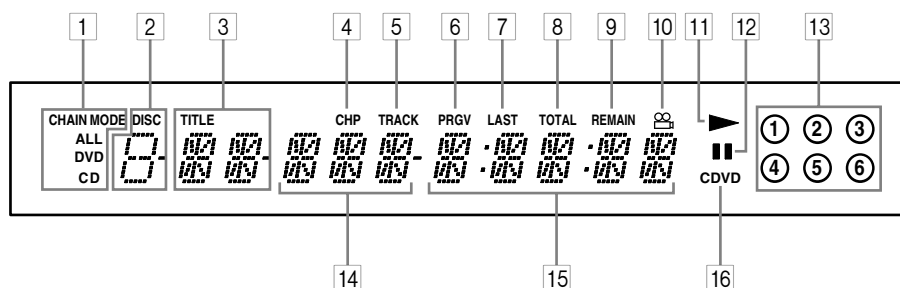 1 2 3 4 5 6 7 8 9 10 11 12 13
CHAIN MODE DISC TITLE CHP TRACK PRGV LAST TOTAL REMAIN
ALL
DVD
CD
1 2 3
4 5 6
CDVD
14 15 16